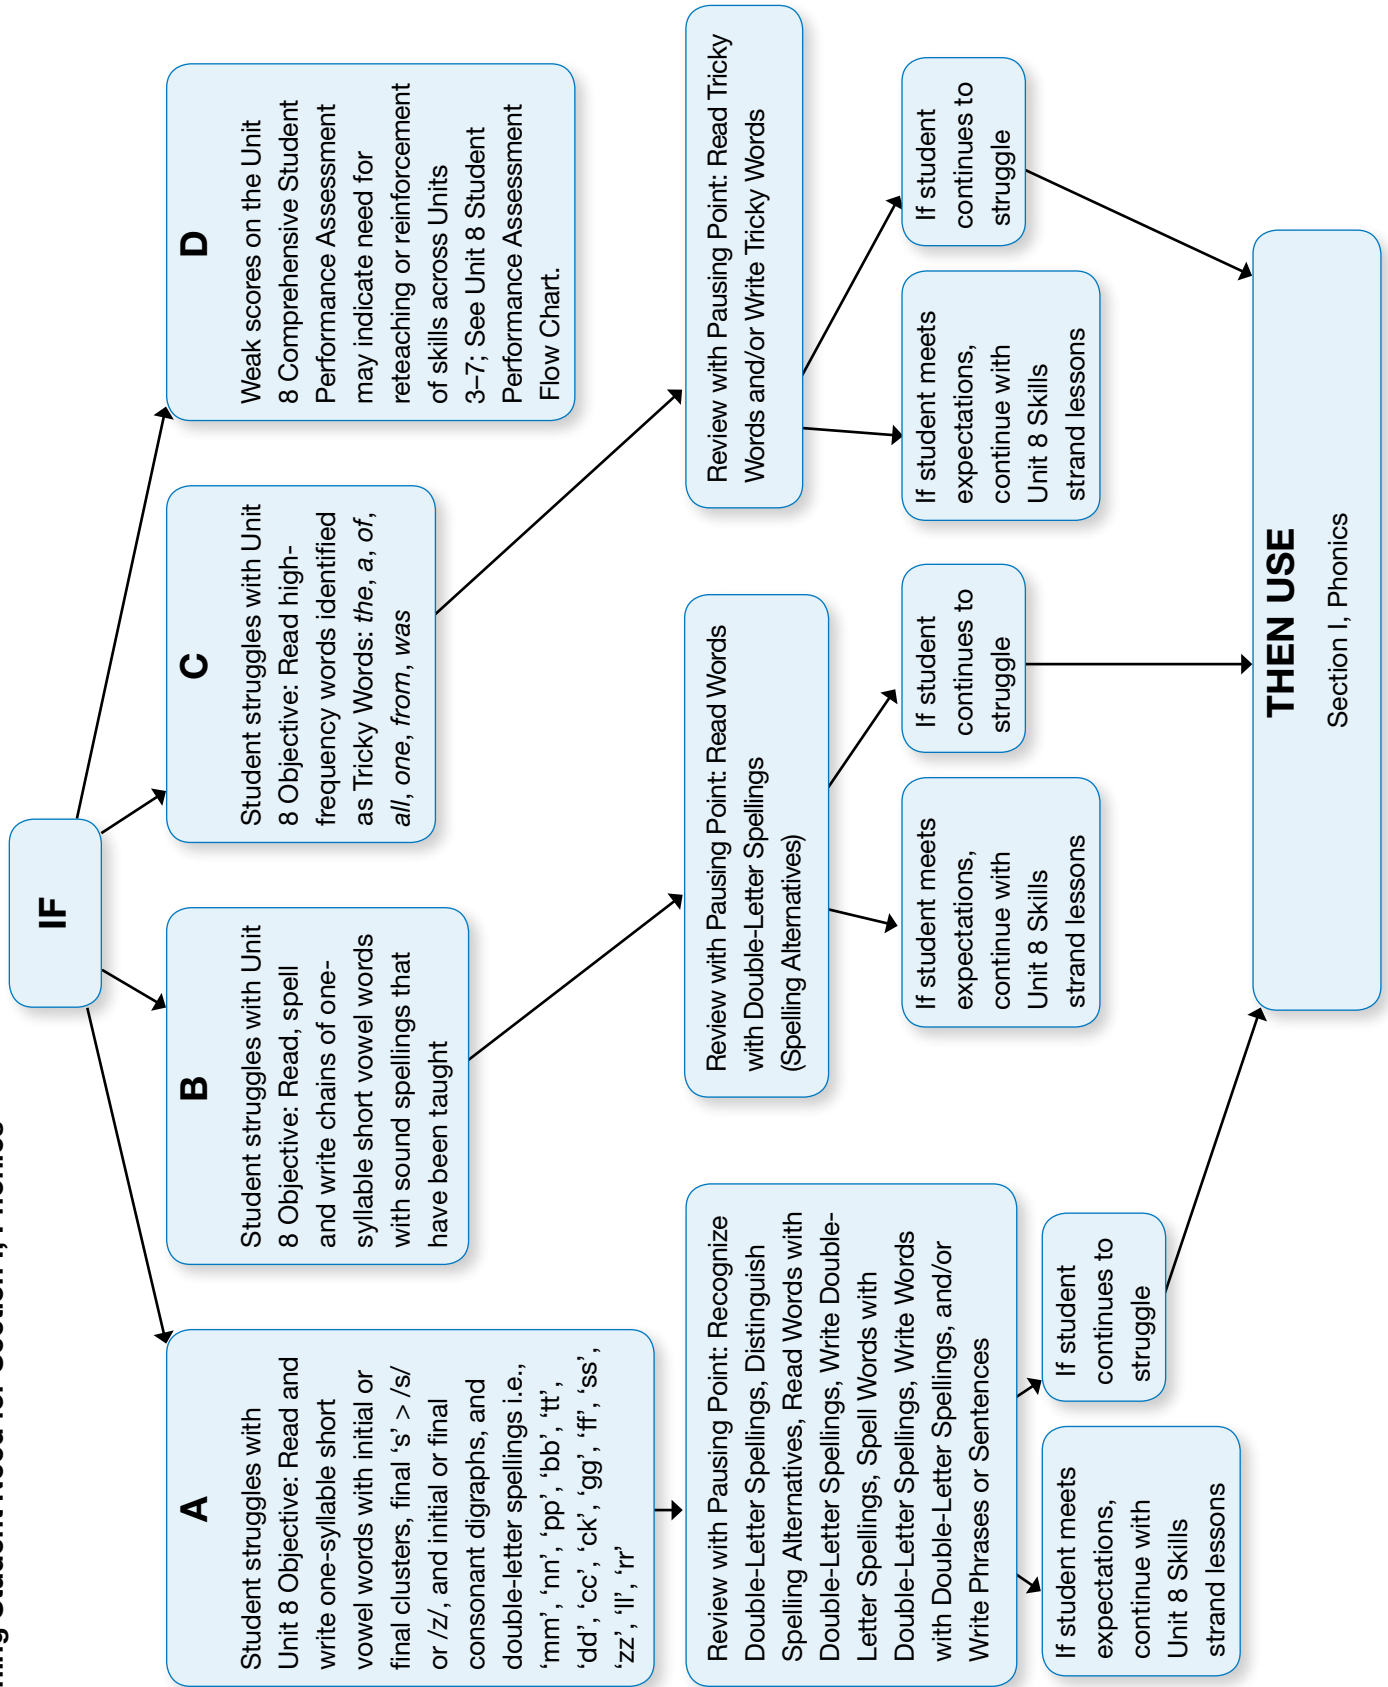 Student Need for Section I, Phonics
IF
A
Student struggles with
Unit 8 Objective: Read and
write one-syllable short
vowel words with initial or
final clusters, final ‘s’ > /s/
or /z/, and initial or final
consonant digraphs, and
double-letter spellings i.e.,
‘mm’, ‘nn’, ‘pp’, ‘bb’, ‘tt’,
‘dd’, ‘cc’, ‘ck’, ‘gg’, ‘ff’, ‘ss’,
‘zz’, ‘ll’, ‘rr’
B
Student struggles with Unit
8 Objective: Read, spell
and write chains of one-
syllable short vowel words
with sound spellings that
have been taught
C
Student struggles with Unit
8 Objective: Read high-
frequency words identified
as Tricky Words: the, a, of,
all, one, from, was
D
Weak scores on the Unit
8 Comprehensive Student
Performance Assessment
may indicate need for
reteaching or reinforcement
of skills across Units
3–7; See Unit 8 Student
Performance Assessment
Flow Chart.
Review with Pausing Point: Recognize
Double-Letter Spellings, Distinguish
Spelling Alternatives, Read Words with
Double-Letter Spellings, Write Double-
Letter Spellings, Spell Words with
Double-Letter Spellings, Write Words
with Double-Letter Spellings, and/or
Write Phrases or Sentences
Review with Pausing Point: Read Words
with Double-Letter Spellings
(Spelling Alternatives)
Review with Pausing Point: Read Tricky
Words and/or Write Tricky Words
If student meets
expectations,
continue with
Unit 8 Skills
strand lessons
If student
continues to
struggle
If student meets
expectations,
continue with
Unit 8 Skills
strand lessons
If student
continues to
struggle
If student meets
expectations,
continue with
Unit 8 Skills
strand lessons
If student
continues to
struggle
THEN USE
Section I, Phonics